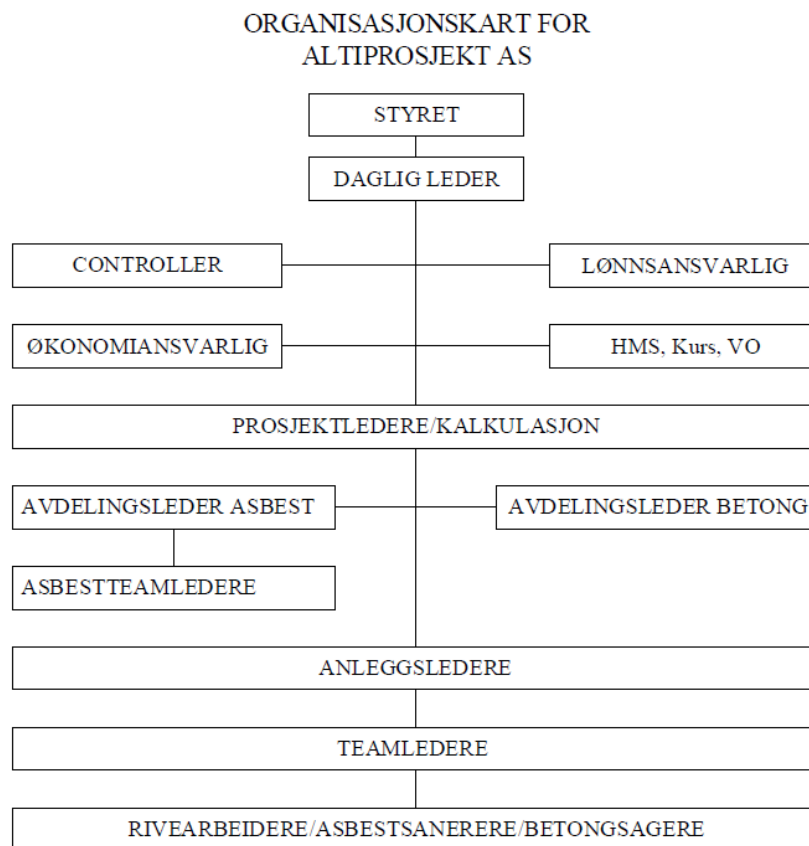 ORGANISASJONSKART FOR
ALTIPROSJEKT AS
STYRET
DAGLIG LEDER
CONTROLLER
LØNNSANSVARLIG
ØKONOMIANSVARLIG
HMS, Kurs, VO
PROSJEKTLEDERE/KALKULASJON
AVDELINGSLEDER ASBEST
AVDELINGSLEDER BETONG
ASBESTTEAMLEDERE
ANLEGGSLEDERE
TEAMLEDERE
RIVEARBEIDERE/ASBESTSANERERE/BETONGSAGERE